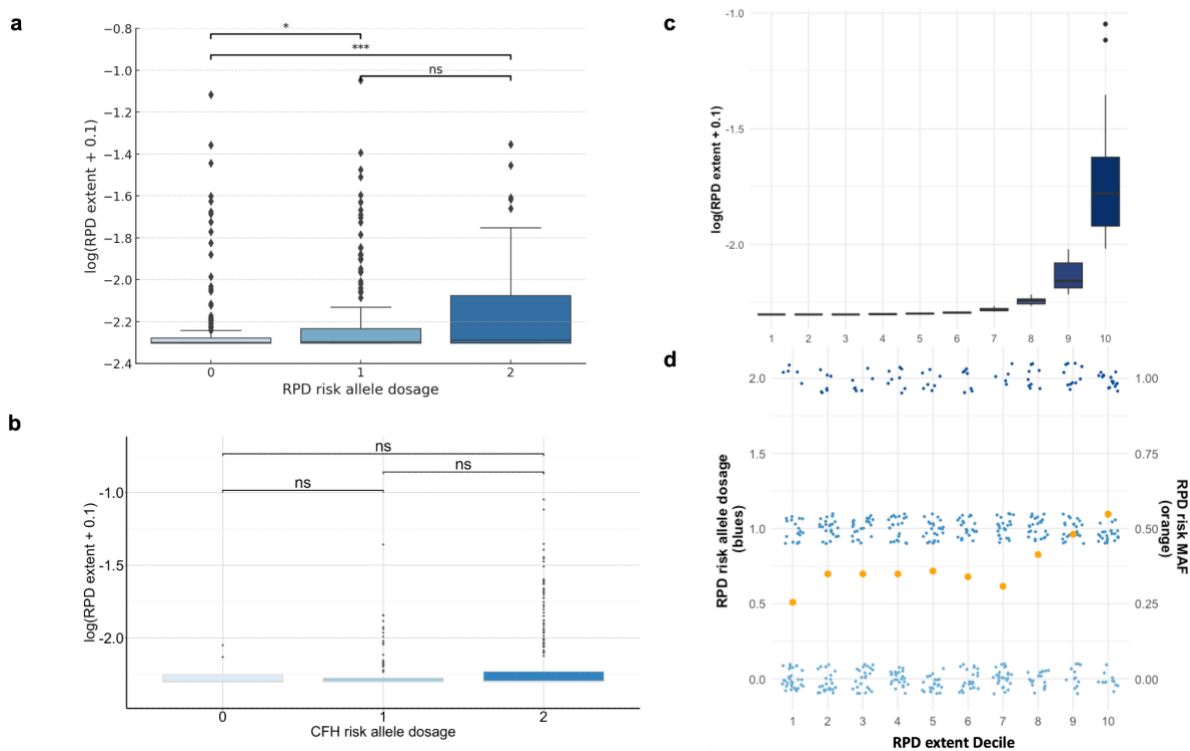 a
log(RPD extent + 0.1)
−0.8
−1.0
−1.2
−1.4
−1.6
−1.8
−2.0
−2.2
−2.4
*
***
ns
0 1 2
RPD risk allele dosage
b
log(RPD extent + 0.1)
-1.0
-1.5
-2.0
ns
ns
ns
0 1 2
CFH risk allele dosage
c
log(RPD extent + 0.1)
-1.0
-1.5
-2.0
1 2 3 4 5 6 7 8 9 10
d
RPD risk allele dosage
(blues)
2.0
1.5
1.0
0.5
0.0
1.00
0.75
0.50
0.25
0.00
RPD risk MAF
(orange)
1 2 3 4 5 6 7 8 9 10
RPD extent Decile